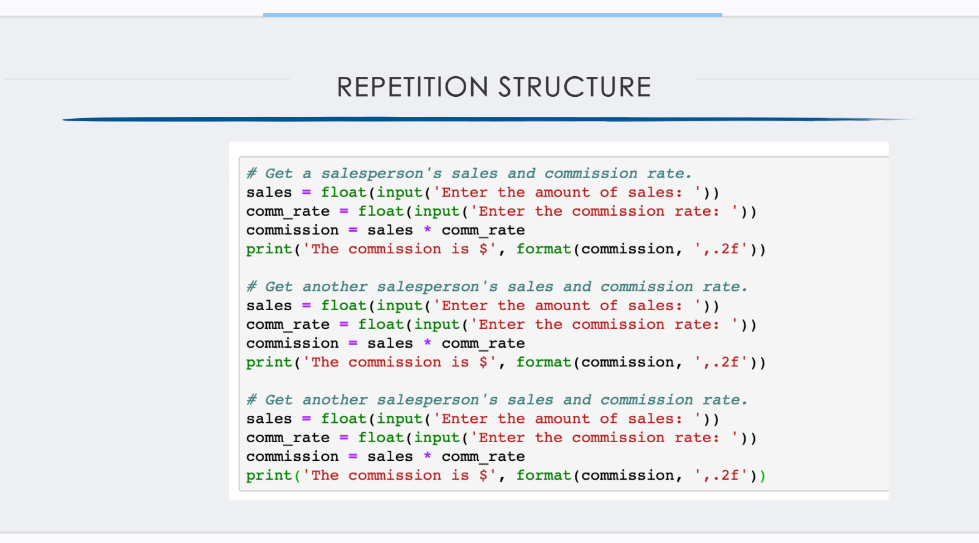 REPETITION STRUCTURE
# Get a salesperson's sales and commission rate.
sales = float(input('Enter the amount of sales: '))
comm_rate = float(input('Enter the commission rate: '))
commission = sales * comm_rate
print('The commission is $', format(commission, ',.2f'))
# Get another salesperson's sales and commission rate.
sales = float(input('Enter the amount of sales: '))
comm_rate = float(input('Enter the commission rate: '))
commission = sales * comm_rate
print('The commission is $', format(commission, ',.2f'))
# Get another salesperson's sales and commission rate.
sales = float(input('Enter the amount of sales: '))
comm_rate = float(input('Enter the commission rate: '))
commission = sales * comm_rate
print('The commission is $', format(commission, ',.2f'))